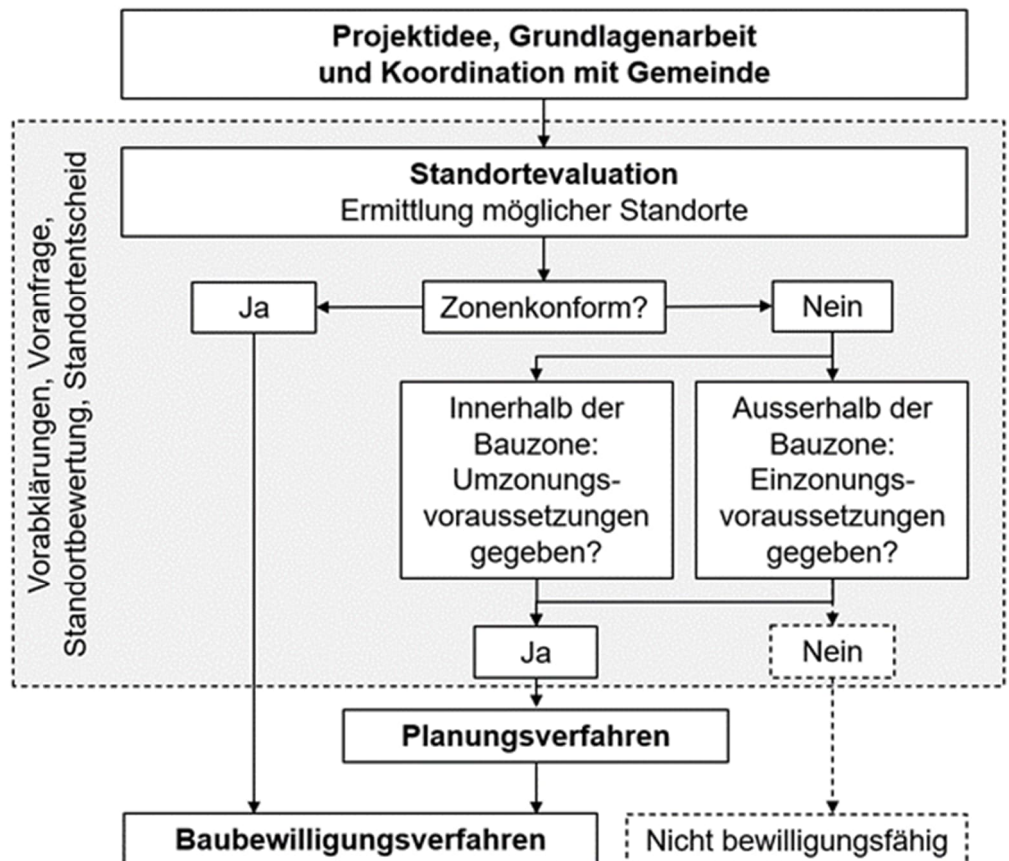 Projektidee, Grundlagenarbeit
und Koordination mit Gemeinde
Vorabklärungen, Voranfrage,
Standortbewertung, Standortentscheid
Standortevaluation
Ermittlung möglicher Standorte
Ja
Zonenkonform?
Nein
Innerhalb der
Bauzone:
Umzonungs-
voraussetzungen
gegeben?
Ausserhalb der
Bauzone:
Einzonungs-
voraussetzungen
gegeben?
Ja
Nein
Planungsverfahren
Baubewilligungsverfahren
Nicht bewilligungsfähig